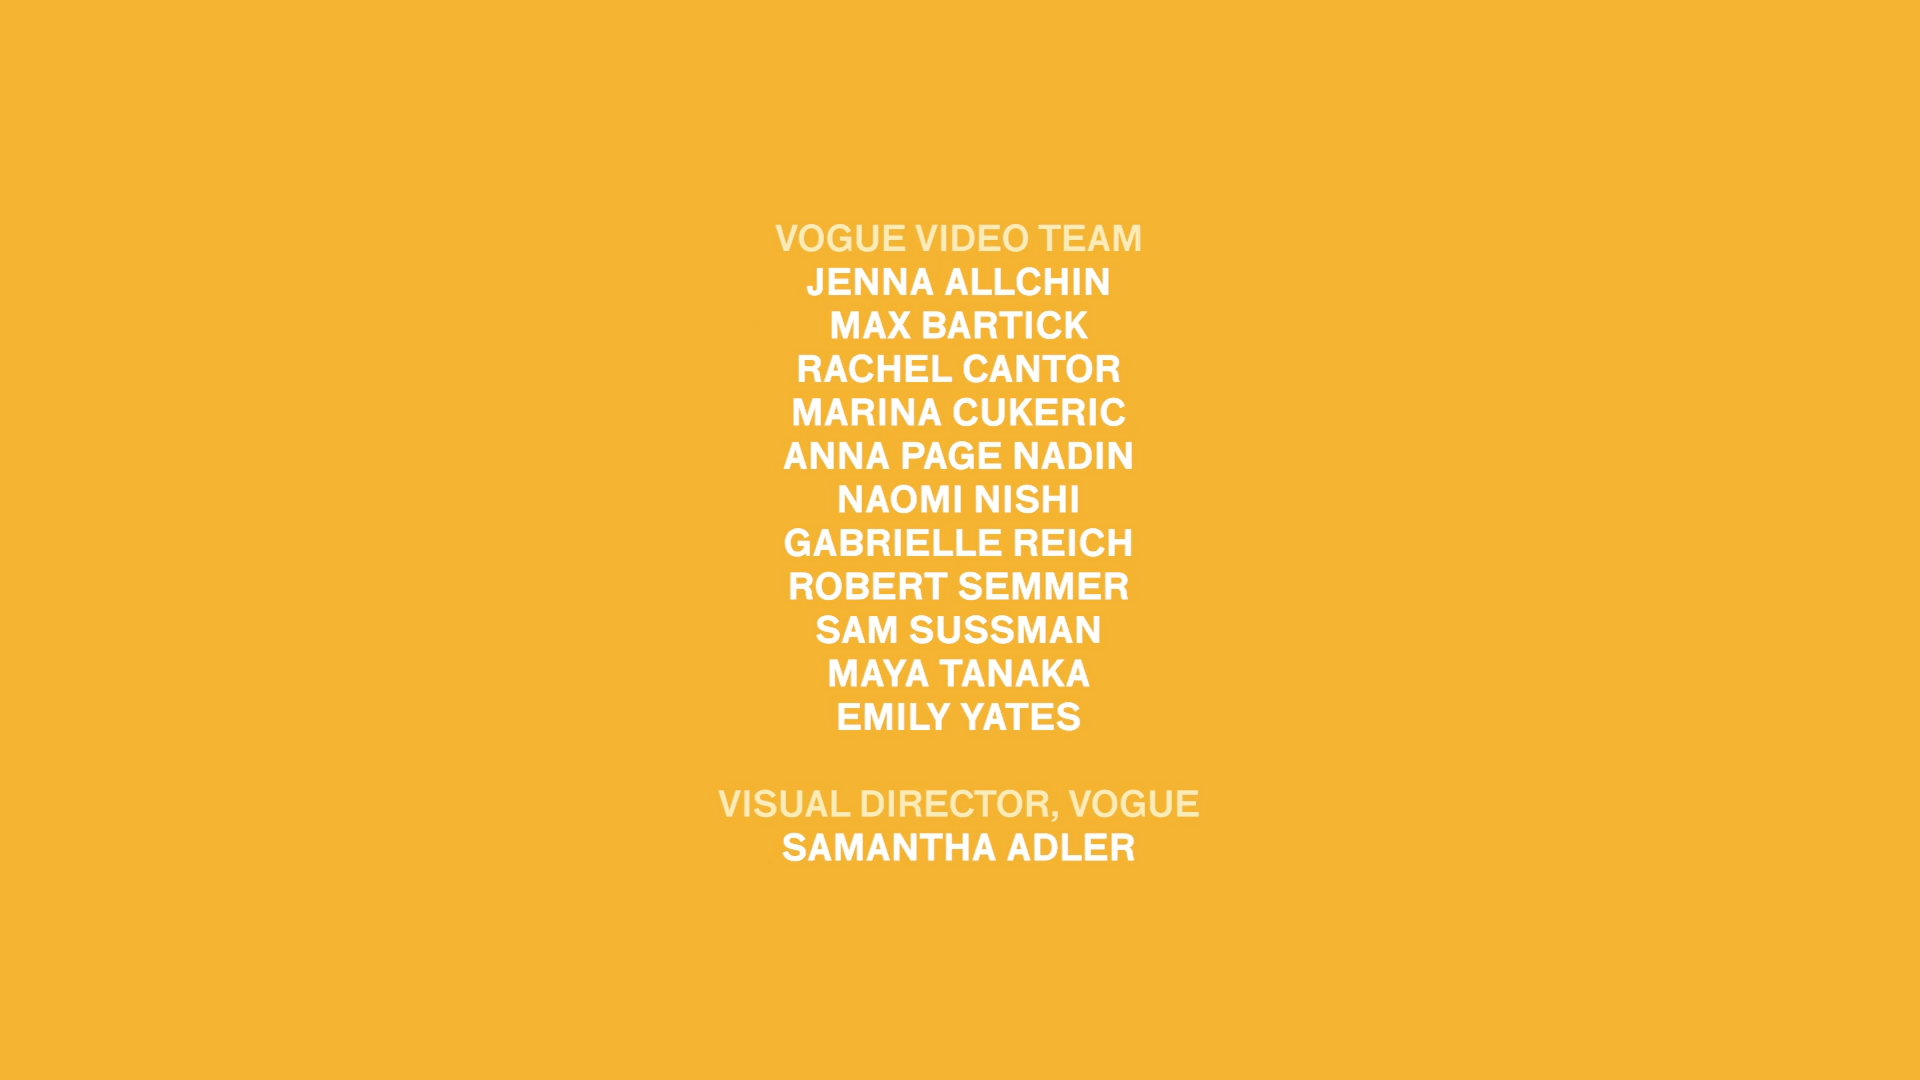 VOGUE VIDEO TEAM
JENNA ALLCHIN
MAX BARTICK
RACHEL CANTOR
MARINA CUKERIC
ANNA PAGE NADIN
NAOMI NISHI
GABRIELLE REICH
ROBERT SEMMER
SAM SUSSMAN
MAYA TANAKA
EMILY YATES
VISUAL DIRECTOR, VOGUE
SAMANTHA ADLER